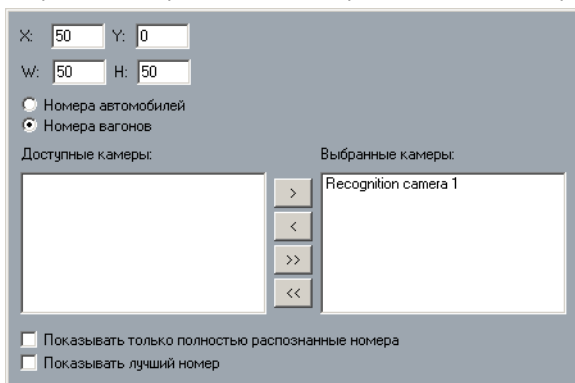 X: 50 Y: 0
W: 50 H: 50
Номера автомобилей
Номера вагонов
Доступные камеры: Выбранные камеры:
Recognition camera 1
>
<
>>
<<
Показывать только полностью распознанные номера
Показывать лучший номер